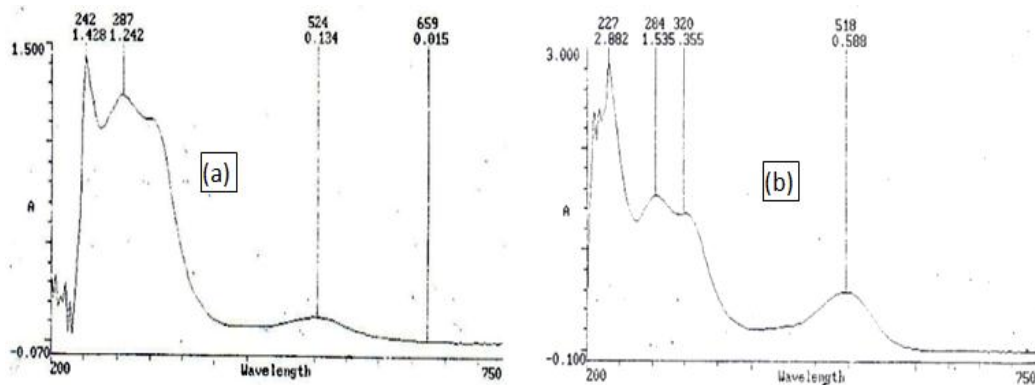 242 287 524 659
1.428 1.242 0.134 0.015
1.500
A
(a)
-0.070
200 Wavelength 750
227 284 320 518
2.882 1.535 .355 0.588
3.000
A
(b)
-0.100
200 Wavelength 750